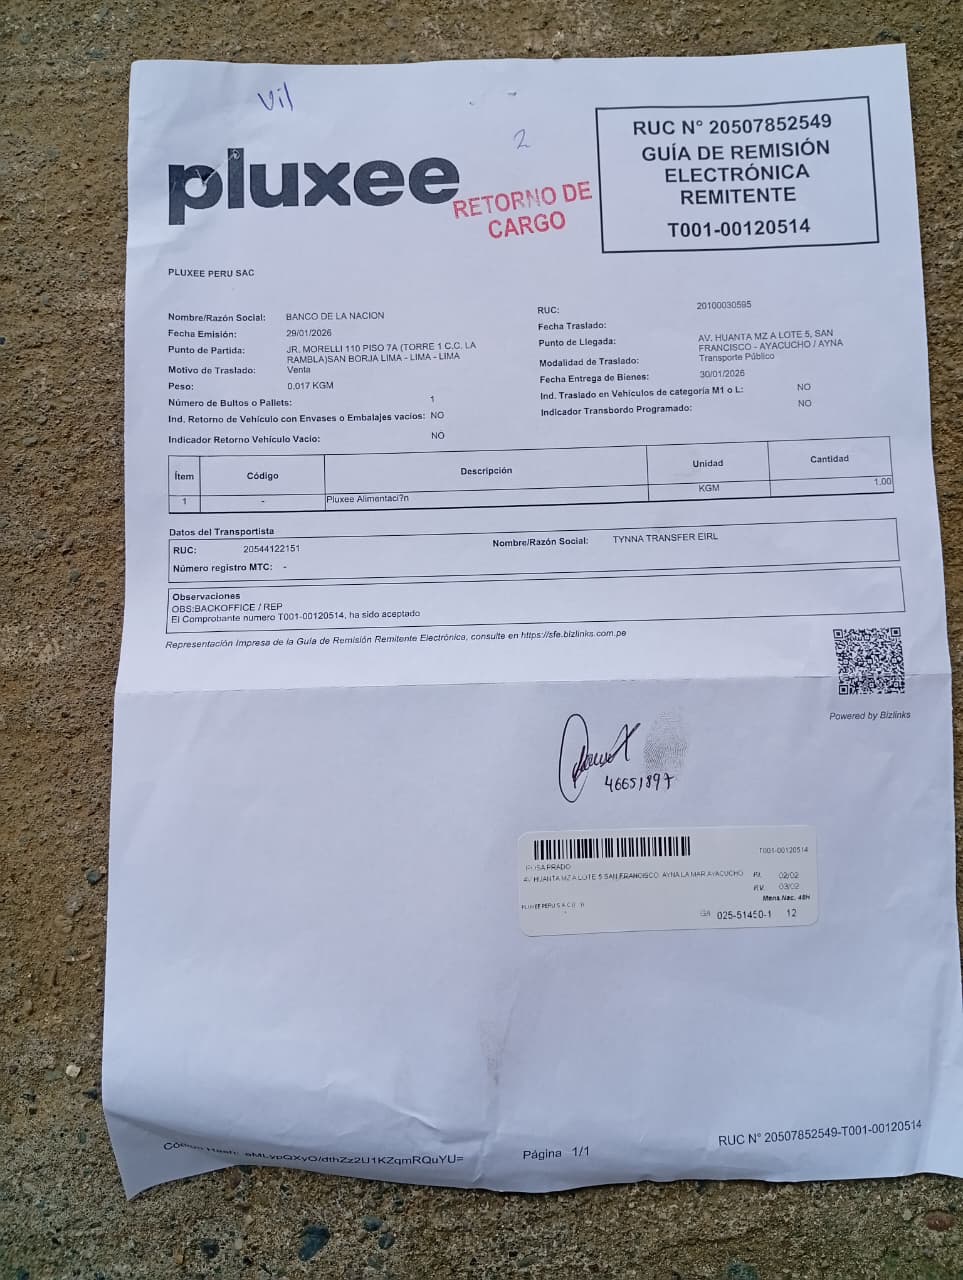 Vil
2
pluxee
RETORNO DE
CARGO
RUC N° 20507852549
GUÍA DE REMISIÓN
ELECTRÓNICA
REMITENTE
T001-00120514
PLUXEE PERU SAC
Nombre/Razón Social: BANCO DE LA NACION
Fecha Emisión: 29/01/2026
Punto de Partida: JR. MORELLI 110 PISO 7A (TORRE 1 C.C. LA
RAMBLA)SAN BORJA LIMA - LIMA - LIMA
Motivo de Traslado: Venta
Peso: 0.017 KGM
Número de Bultos o Pallets: 1
Ind. Retorno de Vehículo con Envases o Embalajes vacios: NO
Indicador Retorno Vehículo Vacio: NO
RUC: 20100030595
Fecha Traslado:
Punto de Llegada: AV. HUANTA MZ A LOTE 5, SAN
FRANCISCO - AYACUCHO / AYNA
Modalidad de Traslado: Transporte Público
Fecha Entrega de Bienes: 30/01/2026
Ind. Traslado en Vehículos de categoría M1 o L: NO
Indicador Transbordo Programado: NO
Ítem Código Descripción Unidad Cantidad
1 - Pluxee Alimentaci?n KGM 1.00
Datos del Transportista
RUC: 20544122151 Nombre/Razón Social: TYNNA TRANSFER EIRL
Número registro MTC: -
Observaciones
OBS:BACKOFFICE / REP
El Comprobante numero T001-00120514, ha sido aceptado
Representación Impresa de la Guía de Remisión Remitente Electrónica, consulte en https://sfe.bizlinks.com.pe
Powered by Bizlinks
46651897
T001-00120514
ROSA PRADO
AV HUANTA MZ A LOTE 5 SAN FRANCISCO, AYNA LA MAR AYACUCHO
02/02
P.V. 03/02
Mens.Nac. 48H
PLUXEE PERU S A C
025-51450-1 12
Página 1/1
RUC N° 20507852549-T001-00120514